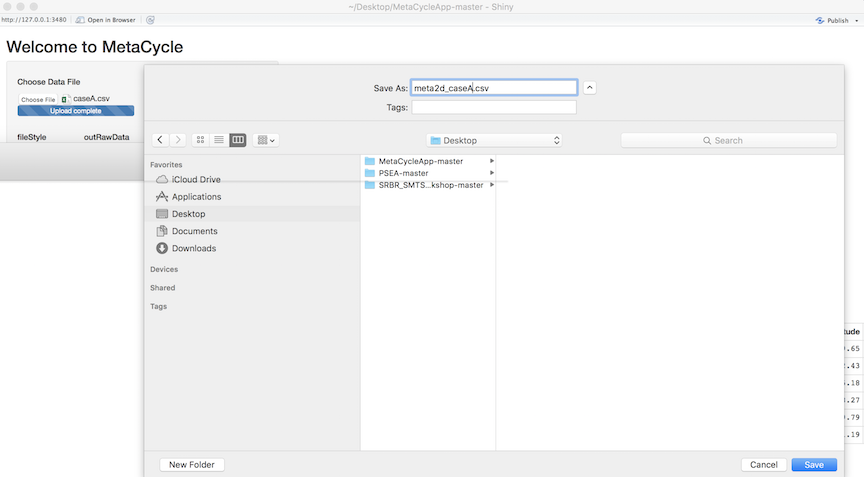 ~/Desktop/MetaCycleApp-master - Shiny
http://127.0.0.1:3480 Open in Browser Publish
Welcome to MetaCycle
Choose Data File
Choose File caseA.csv
Upload complete
fileStyle outRawData
Save As: meta2d_caseA.csv
Tags:
Desktop Search
Favorites
iCloud Drive
Applications
Desktop
Documents
Downloads
Devices
Shared
Tags
MetaCycleApp-master
PSEA-master
SRBR_SMTS...kshop-master
tude
.65
.43
.18
.27
.79
.19
New Folder Cancel Save